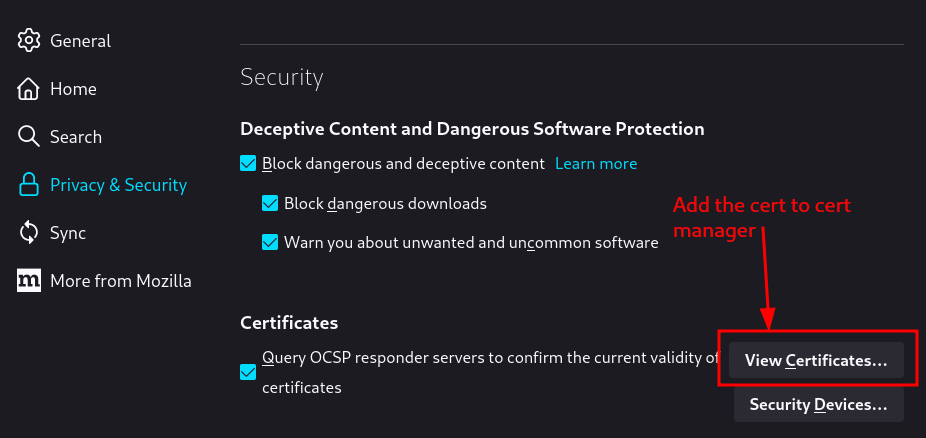 General
Home
Search
Privacy & Security
Sync
m
More from Mozilla
Security
Deceptive Content and Dangerous Software Protection
Block dangerous and deceptive content Learn more
Block dangerous downloads
Warn you about unwanted and uncommon software
Add the cert to cert
manager
Certificates
Query OCSP responder servers to confirm the current validity of
certificates
View Certificates...
Security Devices...